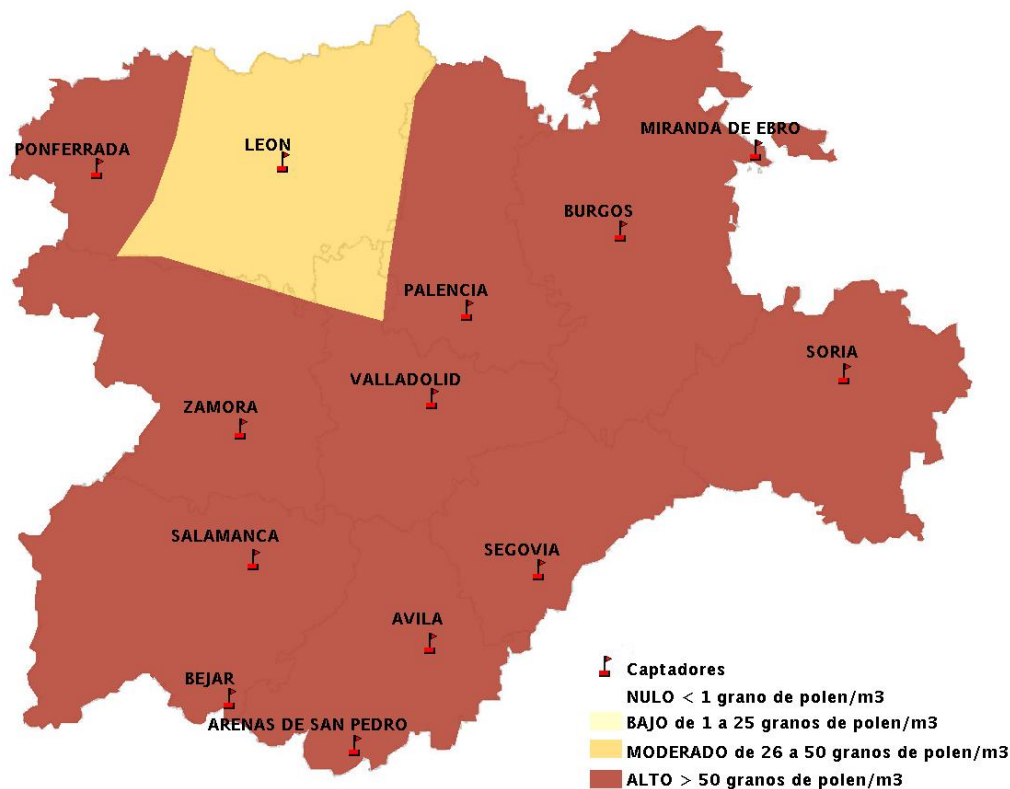 MIRANDA DE EBRO
PONFERRADA
LEON
BURGOS
PALENCIA
SORIA
VALLADOLID
ZAMORA
SALAMANCA
SEGOVIA
AVILA
BEJAR
ARENAS DE SAN PEDRO
Captadores
NULO < 1 grano de polen/m3
BAJO de 1 a 25 granos de polen/m3
MODERADO de 26 a 50 granos de polen/m3
ALTO > 50 granos de polen/m3